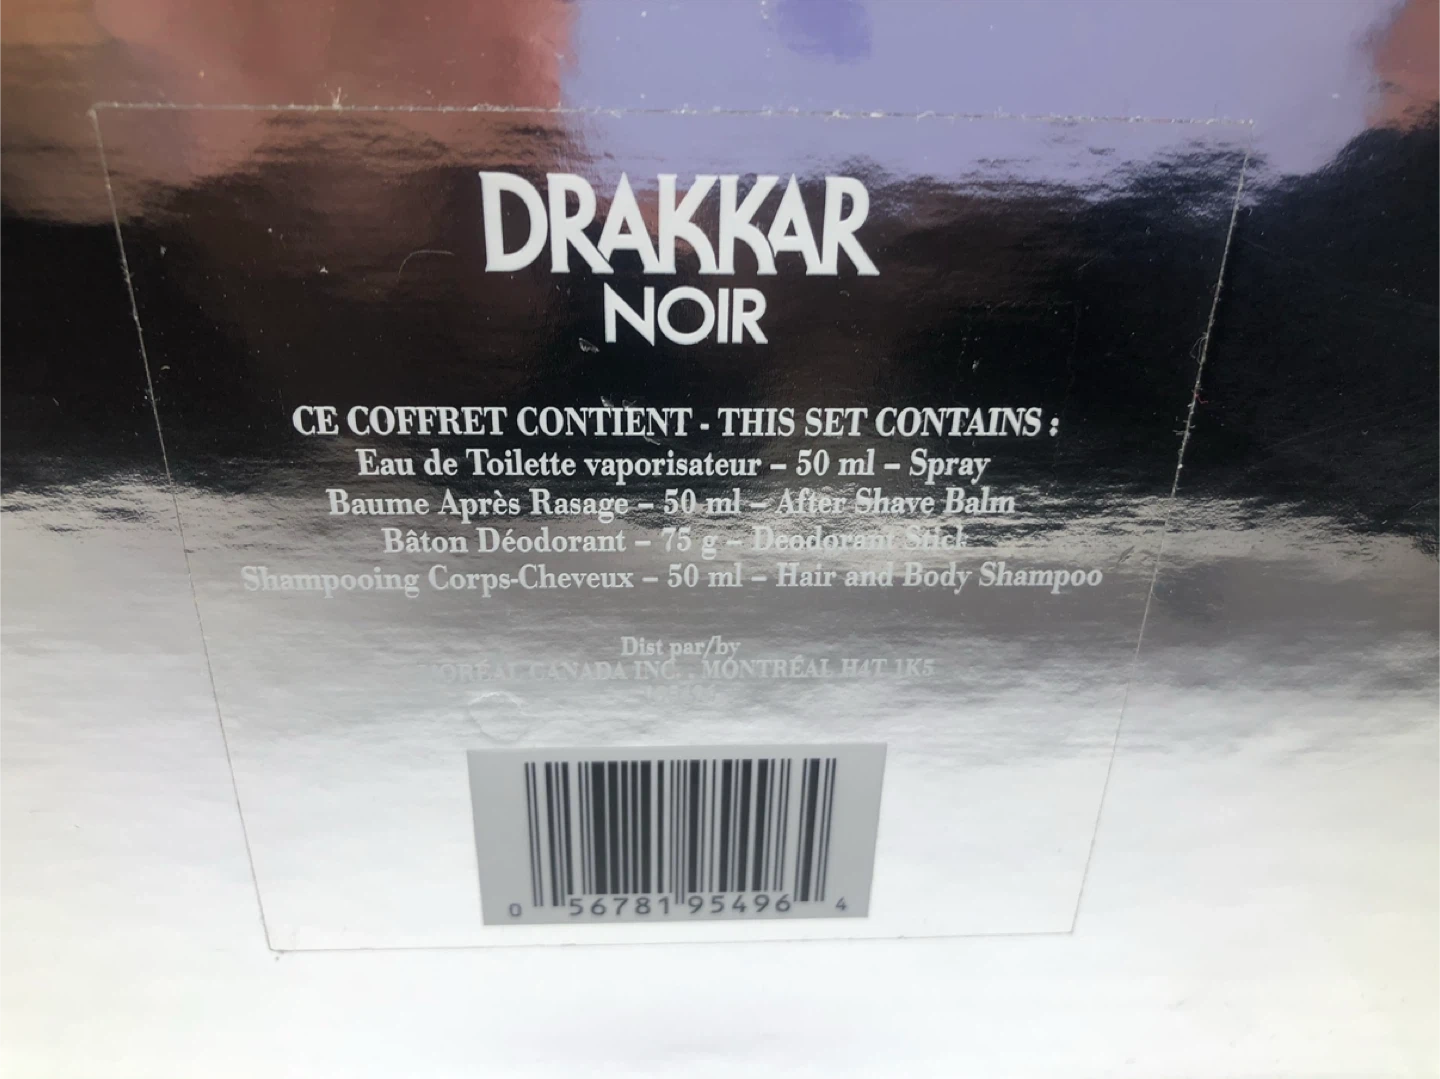 DRAKKAR
NOIR
CE COFFRET CONTIENT - THIS SET CONTAINS :
Eau de Toilette vaporisateur – 50 ml – Spray
Baume Après Rasage – 50 ml – After Shave Balm
Bâton Déodorant – 75 g – Deodorant Stick
Shampooing Corps-Cheveux – 50 ml – Hair and Body Shampoo
Dist par/by
L'ORÉAL CANADA INC. , MONTRÉAL H4T 1K5
0 56781 95496 4